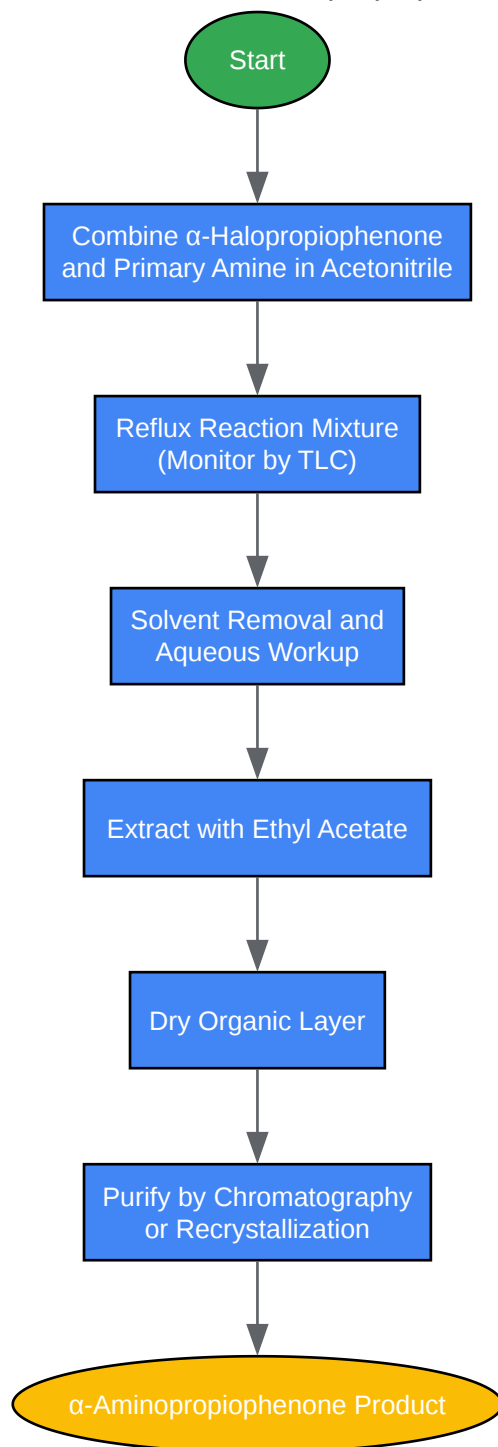 Start
Combine α-Halopropiophenone
and Primary Amine in Acetonitrile
Reflux Reaction Mixture
(Monitor by TLC)
Solvent Removal and
Aqueous Workup
Extract with Ethyl Acetate
Dry Organic Layer
Purify by Chromatography
or Recrystallization
α-Aminopropiophenone Product